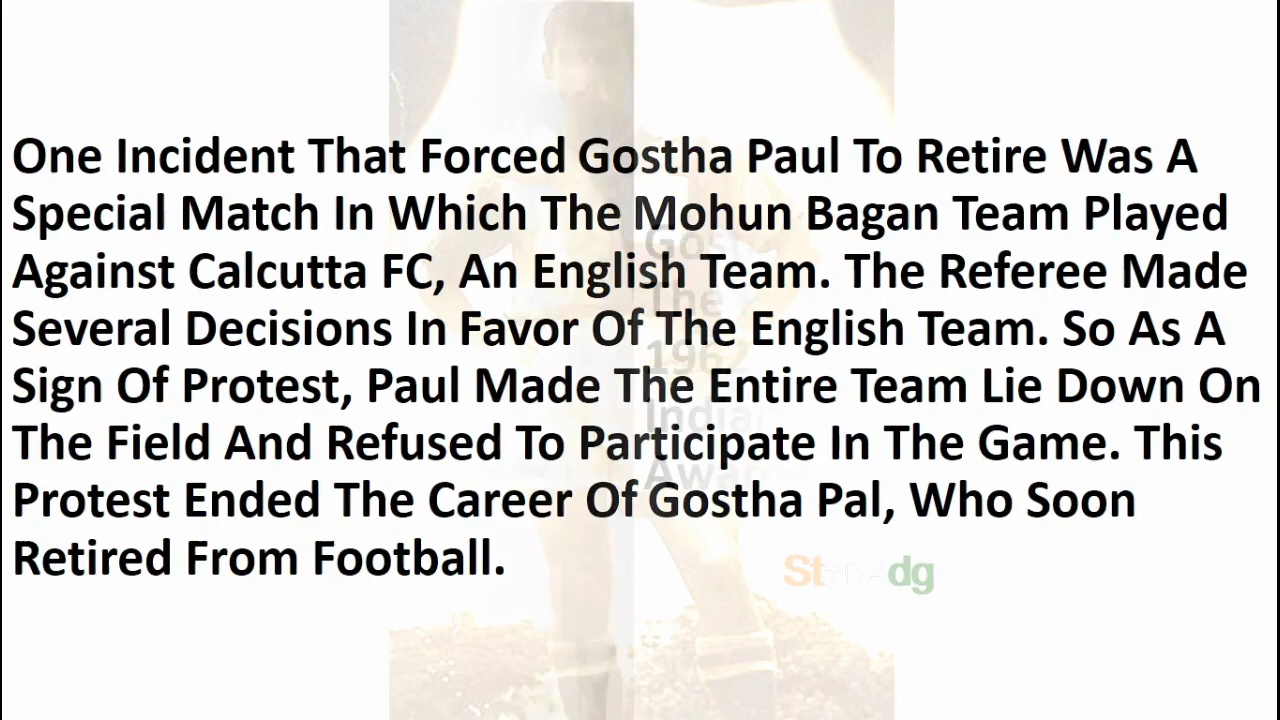 One Incident That Forced Gostha Paul To Retire Was A
Special Match In Which The Mohun Bagan Team Played
Against Calcutta FC, An English Team. The Referee Made
Several Decisions In Favor Of The English Team. So As A
Sign Of Protest, Paul Made The Entire Team Lie Down On
The Field And Refused To Participate In The Game. This
Protest Ended The Career Of Gostha Pal, Who Soon
Retired From Football.
The
StarAdg